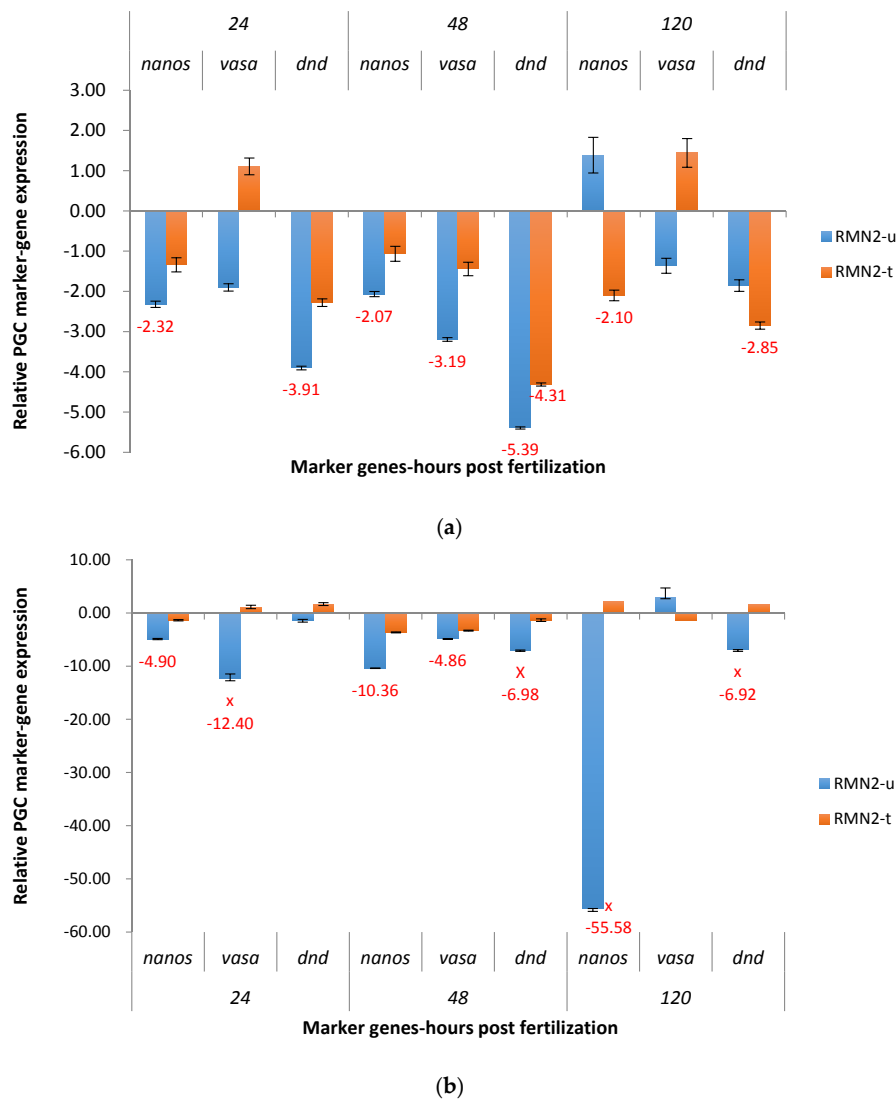 24 48 120
nanos vasa dnd nanos vasa dnd nanos vasa dnd
3.00
2.00
1.00
0.00
-1.00
-2.00
-3.00
-4.00
-5.00
-6.00
Relative PGC marker-gene expression
-2.32
-3.91
-2.07
-3.19
-5.39
-4.31
-2.10
-2.85
RMN2-u
RMN2-t
Marker genes-hours post fertilization
(a)
10.00
0.00
-10.00
-20.00
-30.00
-40.00
-50.00
-60.00
Relative PGC marker-gene expression
-4.90
x
-12.40
-10.36
-4.86
X
-6.98
x
-55.58
x
-6.92
RMN2-u
RMN2-t
nanos vasa dnd nanos vasa dnd nanos vasa dnd
24 48 120
Marker genes-hours post fertilization
(b)